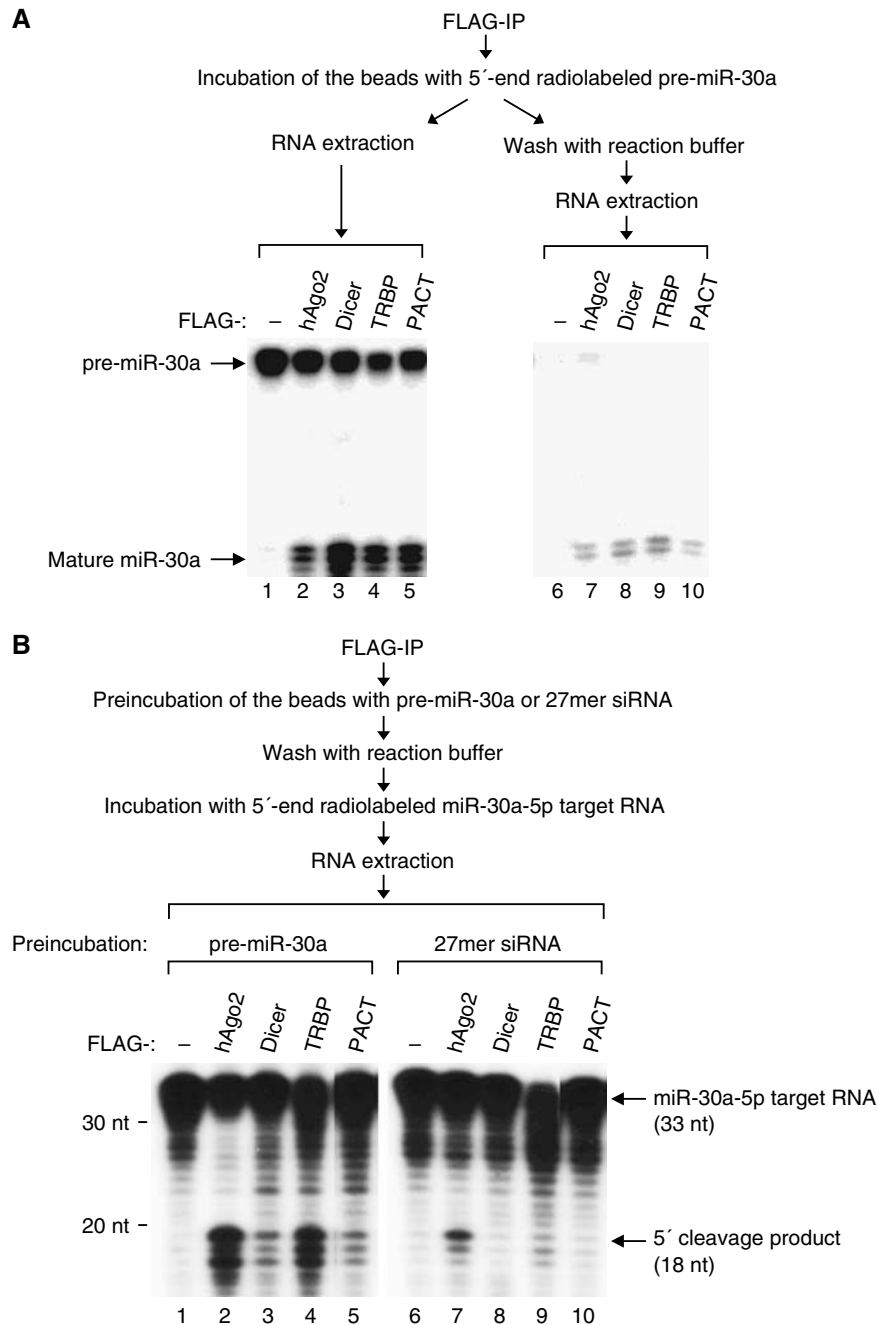 A
FLAG-IP
Incubation of the beads with 5´-end radiolabeled pre-miR-30a
RNA extraction
Wash with reaction buffer
RNA extraction
FLAG-: – hAgo2 Dicer TRBP PACT
– hAgo2 Dicer TRBP PACT
pre-miR-30a
Mature miR-30a
1 2 3 4 5 6 7 8 9 10
B
FLAG-IP
Preincubation of the beads with pre-miR-30a or 27mer siRNA
Wash with reaction buffer
Incubation with 5´-end radiolabeled miR-30a-5p target RNA
RNA extraction
Preincubation: pre-miR-30a 27mer siRNA
FLAG-: – hAgo2 Dicer TRBP PACT – hAgo2 Dicer TRBP PACT
miR-30a-5p target RNA
(33 nt)
30 nt
20 nt
5´ cleavage product
(18 nt)
1 2 3 4 5 6 7 8 9 10